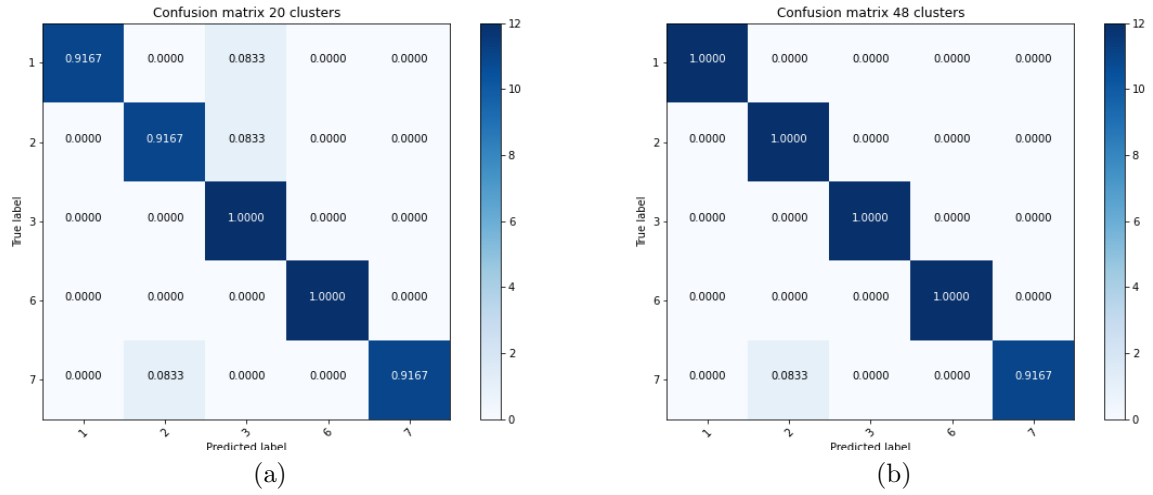 Confusion matrix 20 clusters
True label
1 0.9167 0.0000 0.0833 0.0000 0.0000
2 0.0000 0.9167 0.0833 0.0000 0.0000
3 0.0000 0.0000 1.0000 0.0000 0.0000
6 0.0000 0.0000 0.0000 1.0000 0.0000
7 0.0000 0.0833 0.0000 0.0000 0.9167
1 2 3 6 7
Predicted label
12
10
8
6
4
2
0
(a)
Confusion matrix 48 clusters
True label
1 1.0000 0.0000 0.0000 0.0000 0.0000
2 0.0000 1.0000 0.0000 0.0000 0.0000
3 0.0000 0.0000 1.0000 0.0000 0.0000
6 0.0000 0.0000 0.0000 1.0000 0.0000
7 0.0000 0.0833 0.0000 0.0000 0.9167
1 2 3 6 7
Predicted label
12
10
8
6
4
2
0
(b)